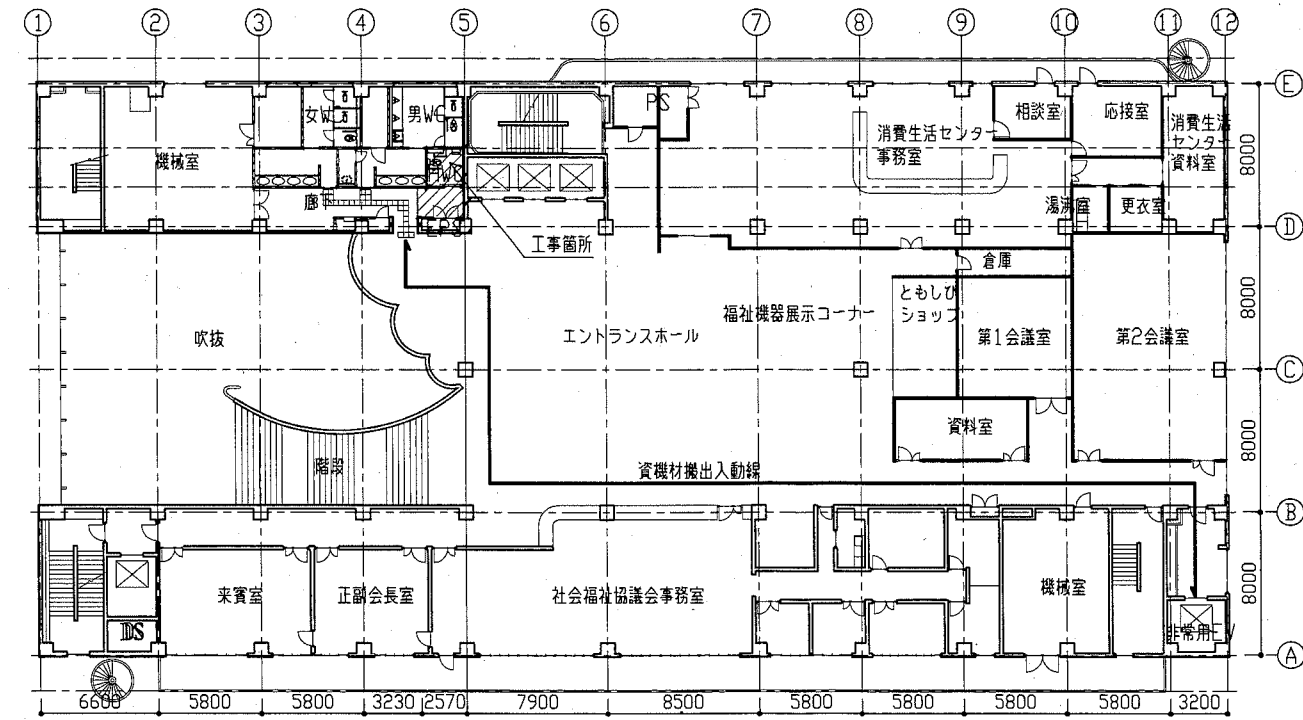 1 2 3 4 5 6 7 8 9 10 11 12
E
女WC
男WC
PS
相談室
応接室
消費生活センター
事務室
消費生活
センター
資料室
機械室
8000
廊
湯沸室
更衣室
D
EPS
工事箇所
倉庫
ともしび
ショップ
福祉機器展示コーナー
8000
吹抜
エントランスホール
第1会議室
第2会議室
C
資料室
8000
階段
資機材搬出入動線
B
来賓室
正副会長室
社会福祉協議会事務室
機械室
8000
DS
非常用EV
A
6600 5800 5800 3230 2570 7900 8500 5800 5800 5800 5800 3200